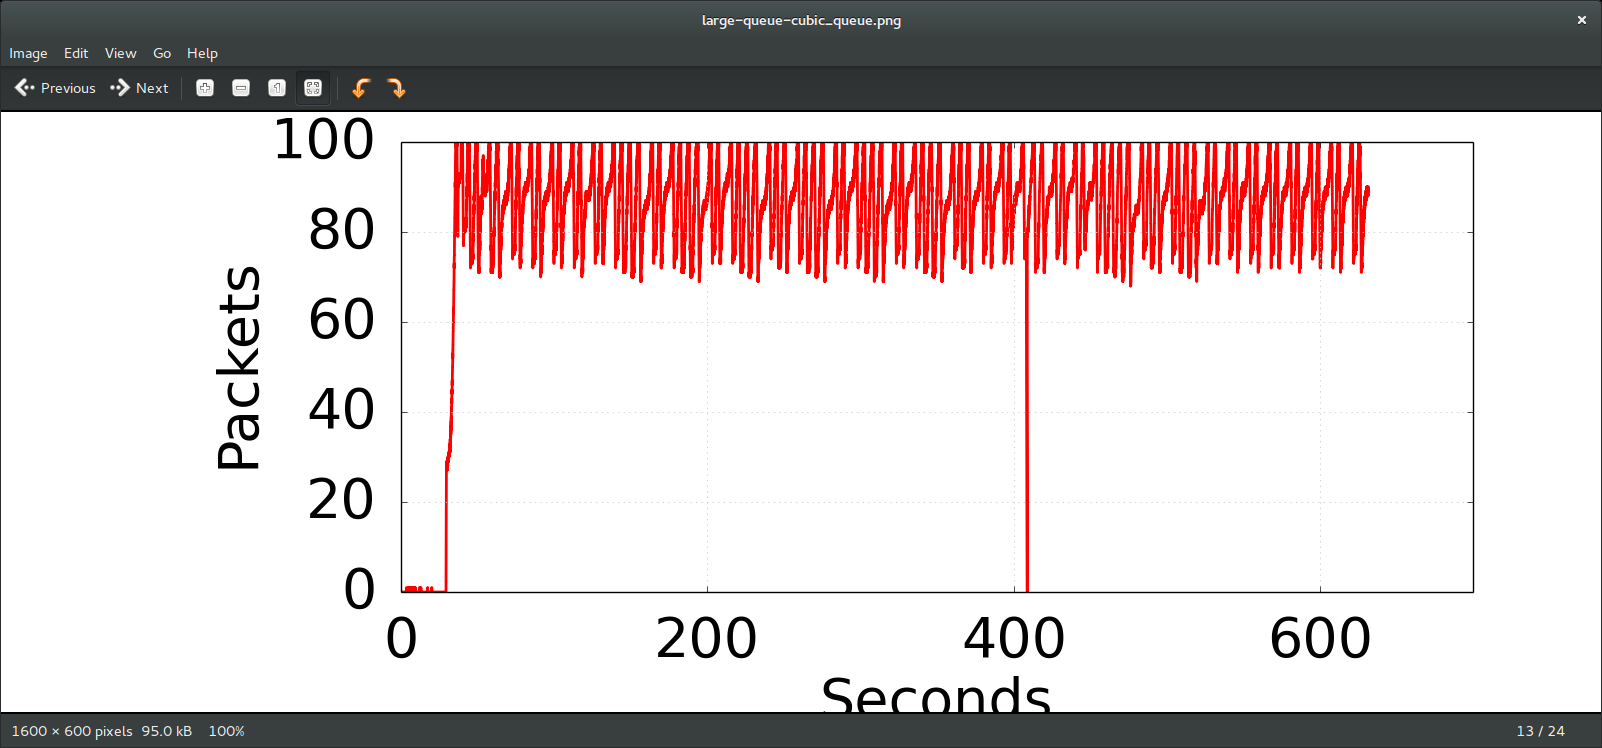 large-queue-cubic_queue.png
Image Edit View Go Help
Previous Next
100
80
60
40
20
0
Packets
0 200 400 600
Seconds
1600 × 600 pixels 95.0 kB 100%
13 / 24